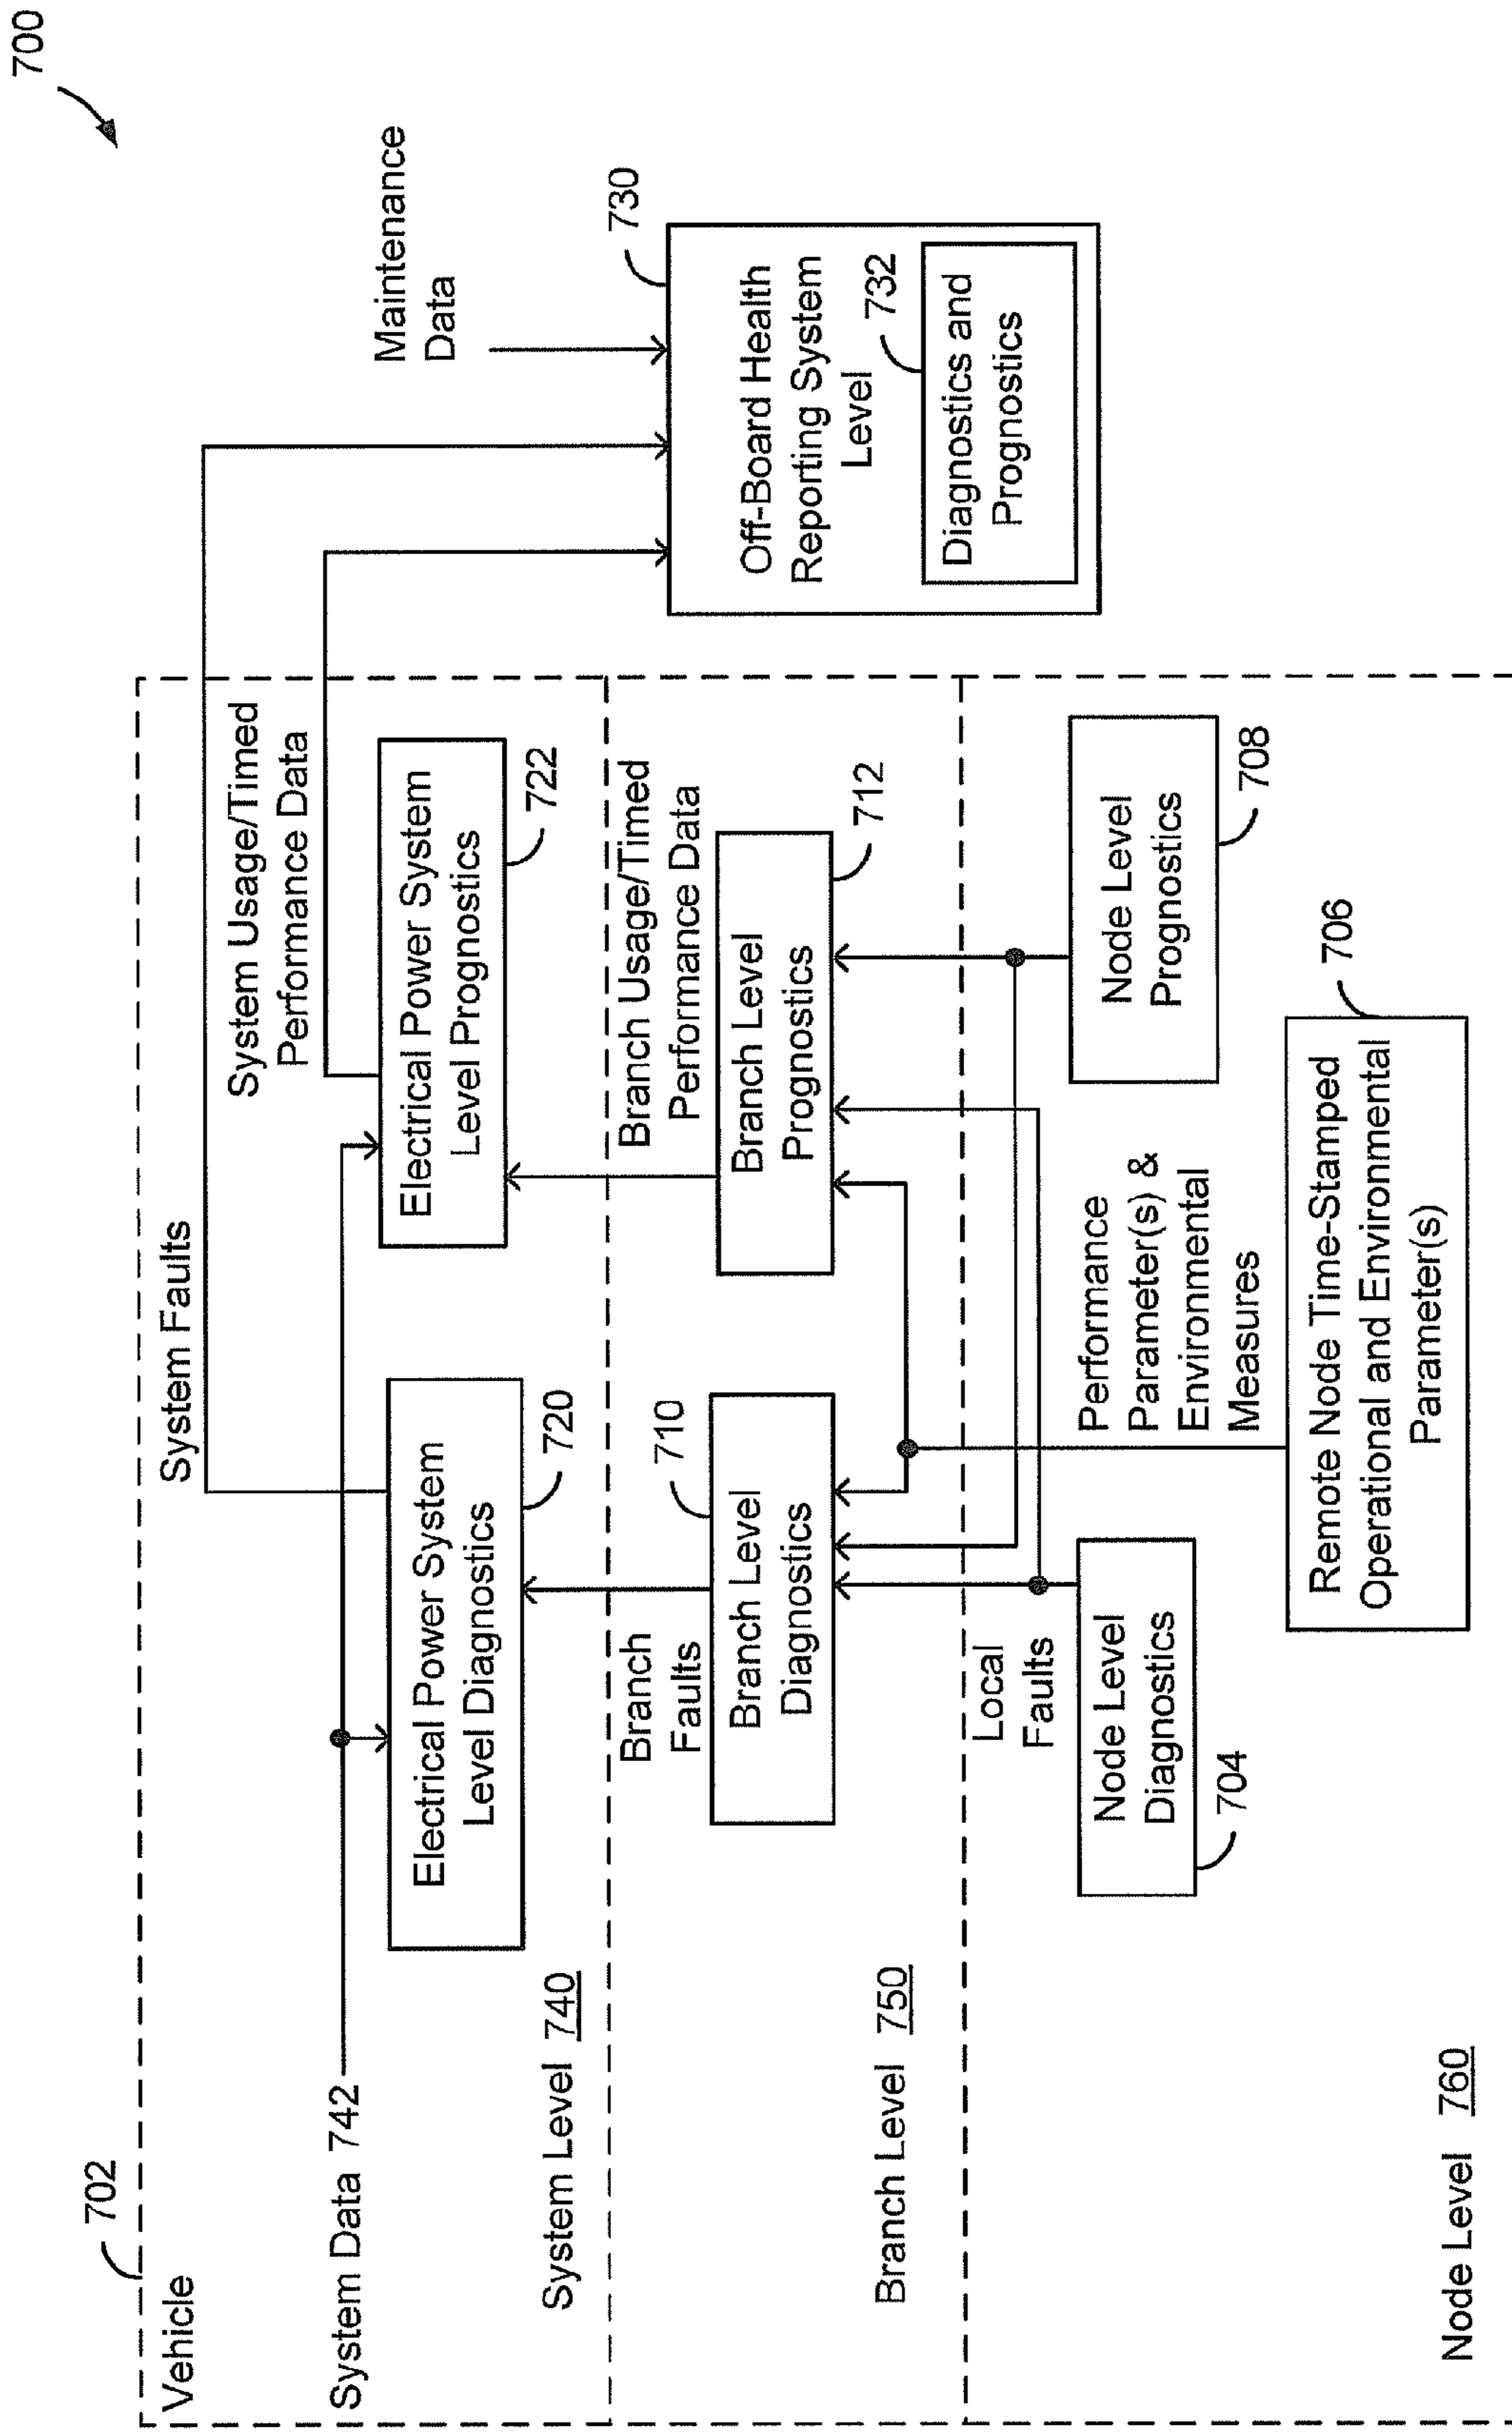 700
702
Vehicle
System Faults
System Usage/Timed
Performance Data
Maintenance
Data
System Data 742
Electrical Power System
Level Diagnostics
720
Electrical Power System
Level Prognostics
722
730
Off-Board Health
Reporting System
Level
732
Diagnostics and
Prognostics
System Level 740
Branch
Faults
Branch Usage/Timed
Performance Data
710
Branch Level
Diagnostics
Branch Level
Prognostics
712
Branch Level 750
Local
Faults
Node Level
Diagnostics
704
Performance
Parameter(s) &
Environmental
Measures
Node Level
Prognostics
708
706
Remote Node Time-Stamped
Operational and Environmental
Parameter(s)
Node Level 760